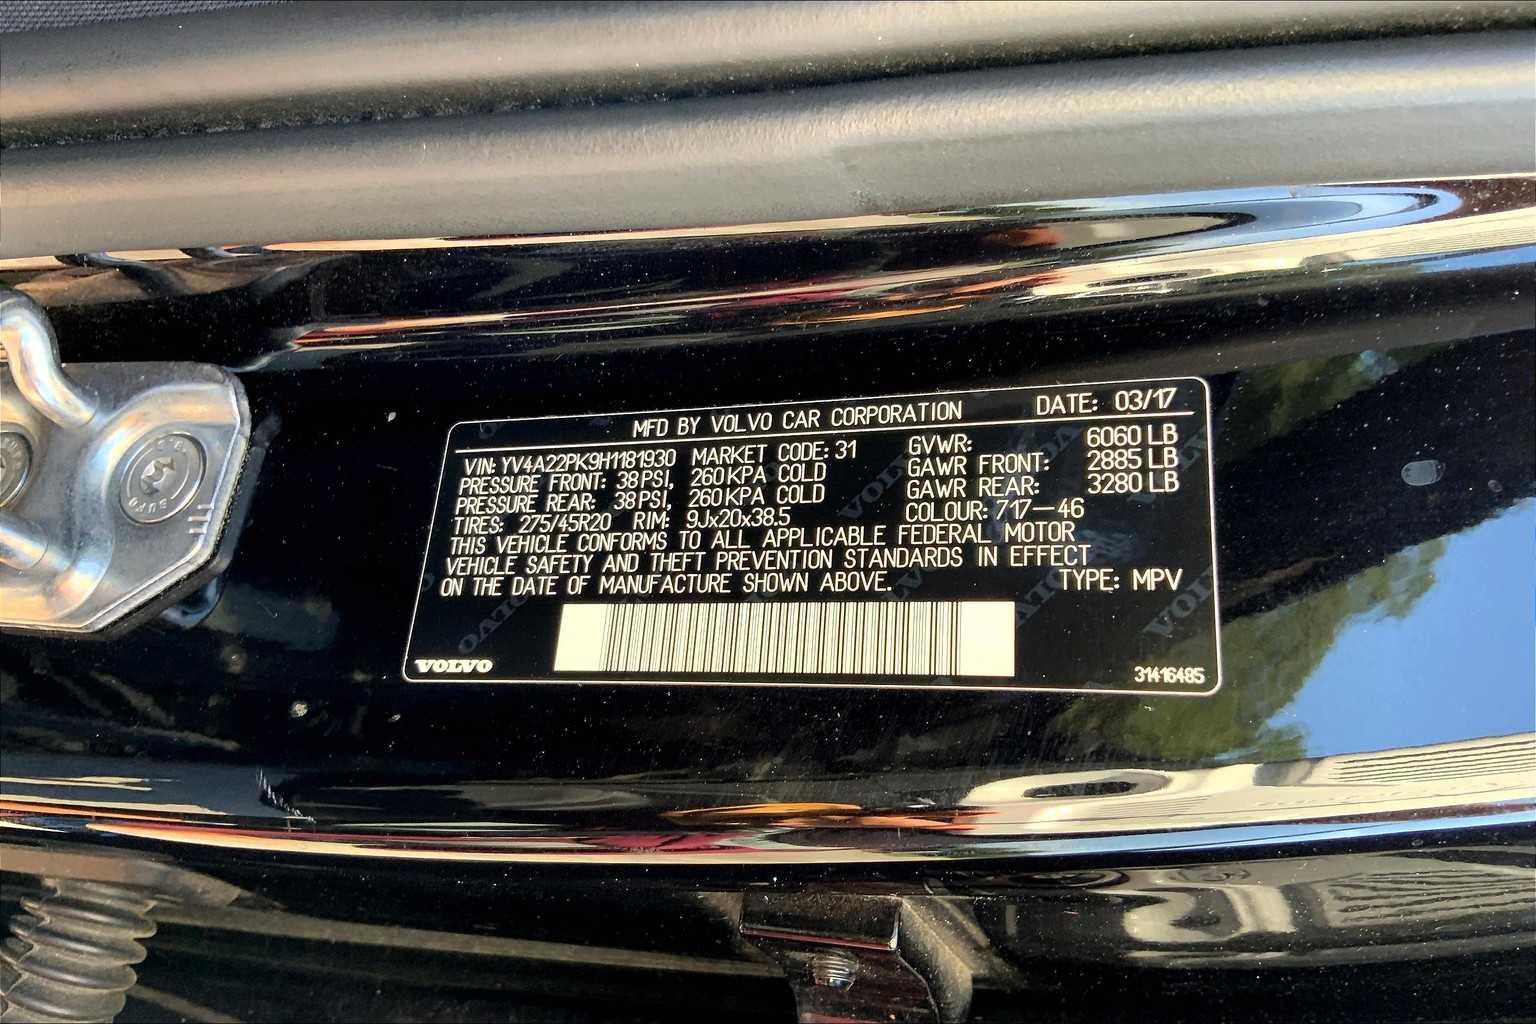 MFD BY VOLVO CAR CORPORATION DATE: 03/17
VIN: YV4A22PK9H1181930 MARKET CODE: 31 GVWR: 6060 LB
PRESSURE FRONT: 38 PSI, 260 KPA COLD GAWR FRONT: 2885 LB
PRESSURE REAR: 38 PSI, 260 KPA COLD GAWR REAR: 3280 LB
TIRES: 275/45R20 RIM: 9Jx20x38.5 COLOUR: 717-46
THIS VEHICLE CONFORMS TO ALL APPLICABLE FEDERAL MOTOR
VEHICLE SAFETY AND THEFT PREVENTION STANDARDS IN EFFECT
ON THE DATE OF MANUFACTURE SHOWN ABOVE. TYPE: MPV
VOLVO 31416485